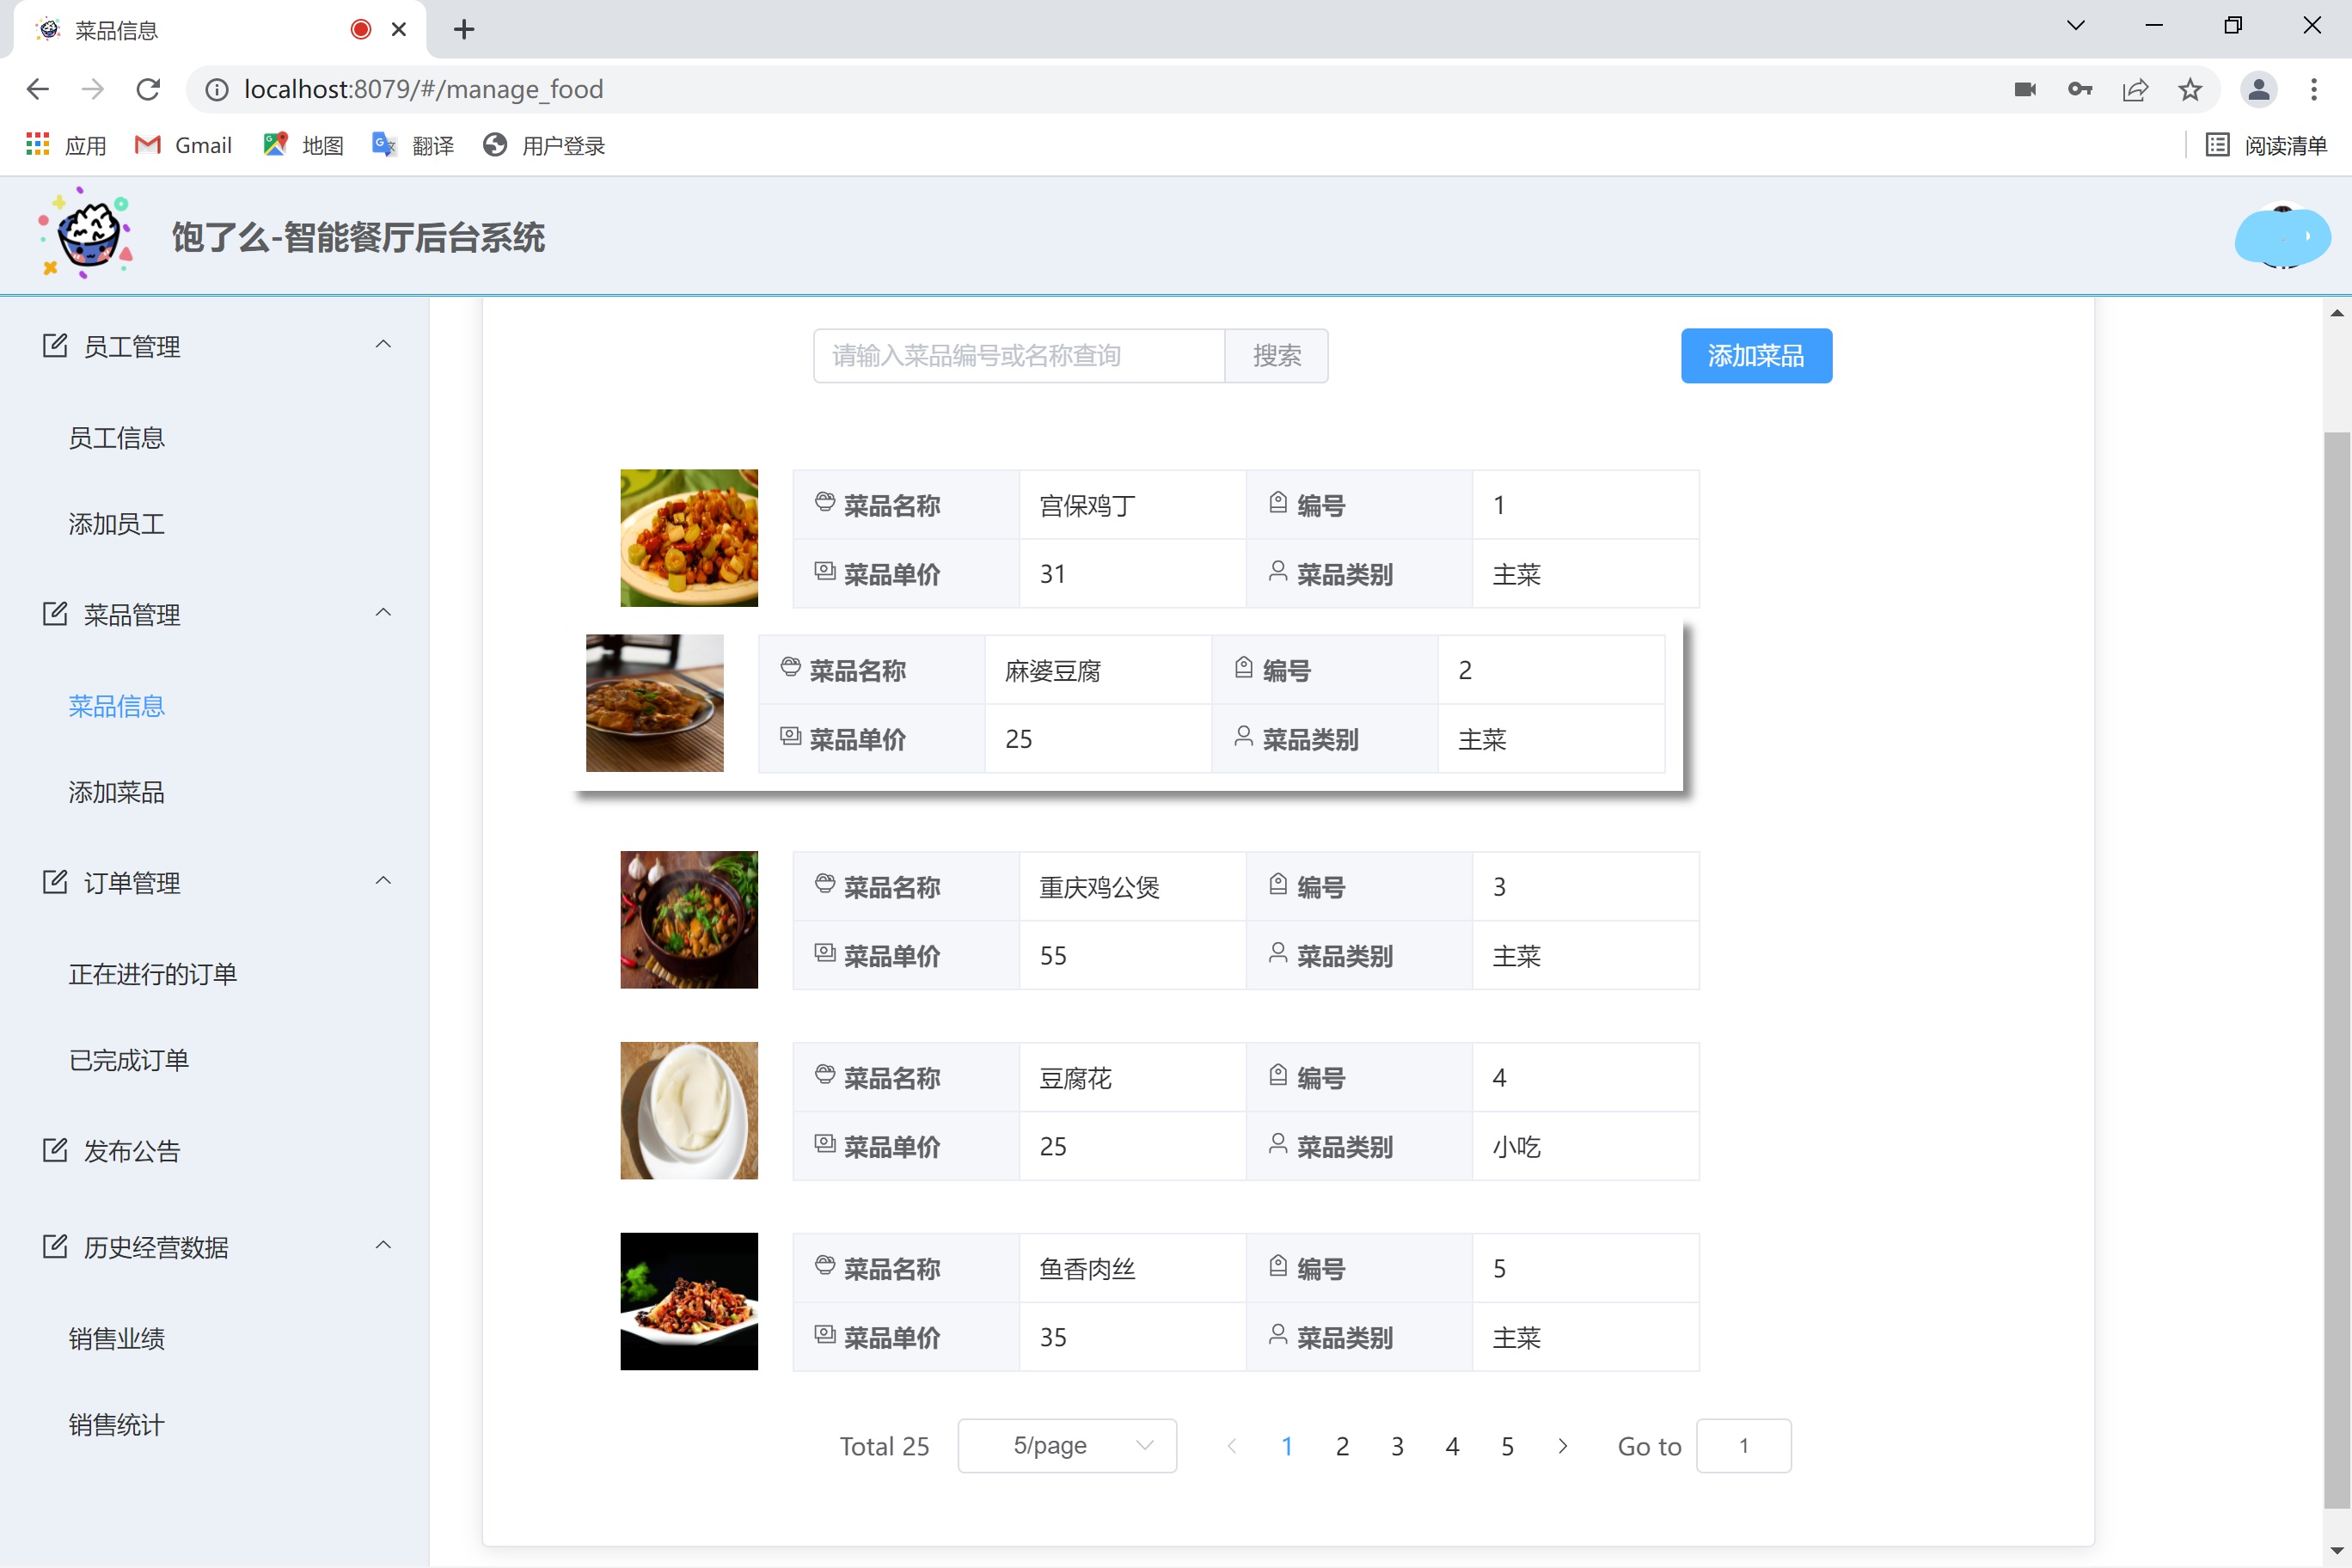 菜品信息
localhost:8079/#/manage_food
应用 Gmail 地图 翻译 用户登录 阅读清单
饱了么-智能餐厅后台系统
员工管理
员工信息
添加员工
菜品管理
菜品信息
添加菜品
订单管理
正在进行的订单
已完成订单
发布公告
历史经营数据
销售业绩
销售统计
请输入菜品编号或名称查询 搜索 添加菜品
菜品名称 宫保鸡丁 编号 1
菜品单价 31 菜品类别 主菜
菜品名称 麻婆豆腐 编号 2
菜品单价 25 菜品类别 主菜
菜品名称 重庆鸡公煲 编号 3
菜品单价 55 菜品类别 主菜
菜品名称 豆腐花 编号 4
菜品单价 25 菜品类别 小吃
菜品名称 鱼香肉丝 编号 5
菜品单价 35 菜品类别 主菜
Total 25 5/page 1 2 3 4 5 Go to 1